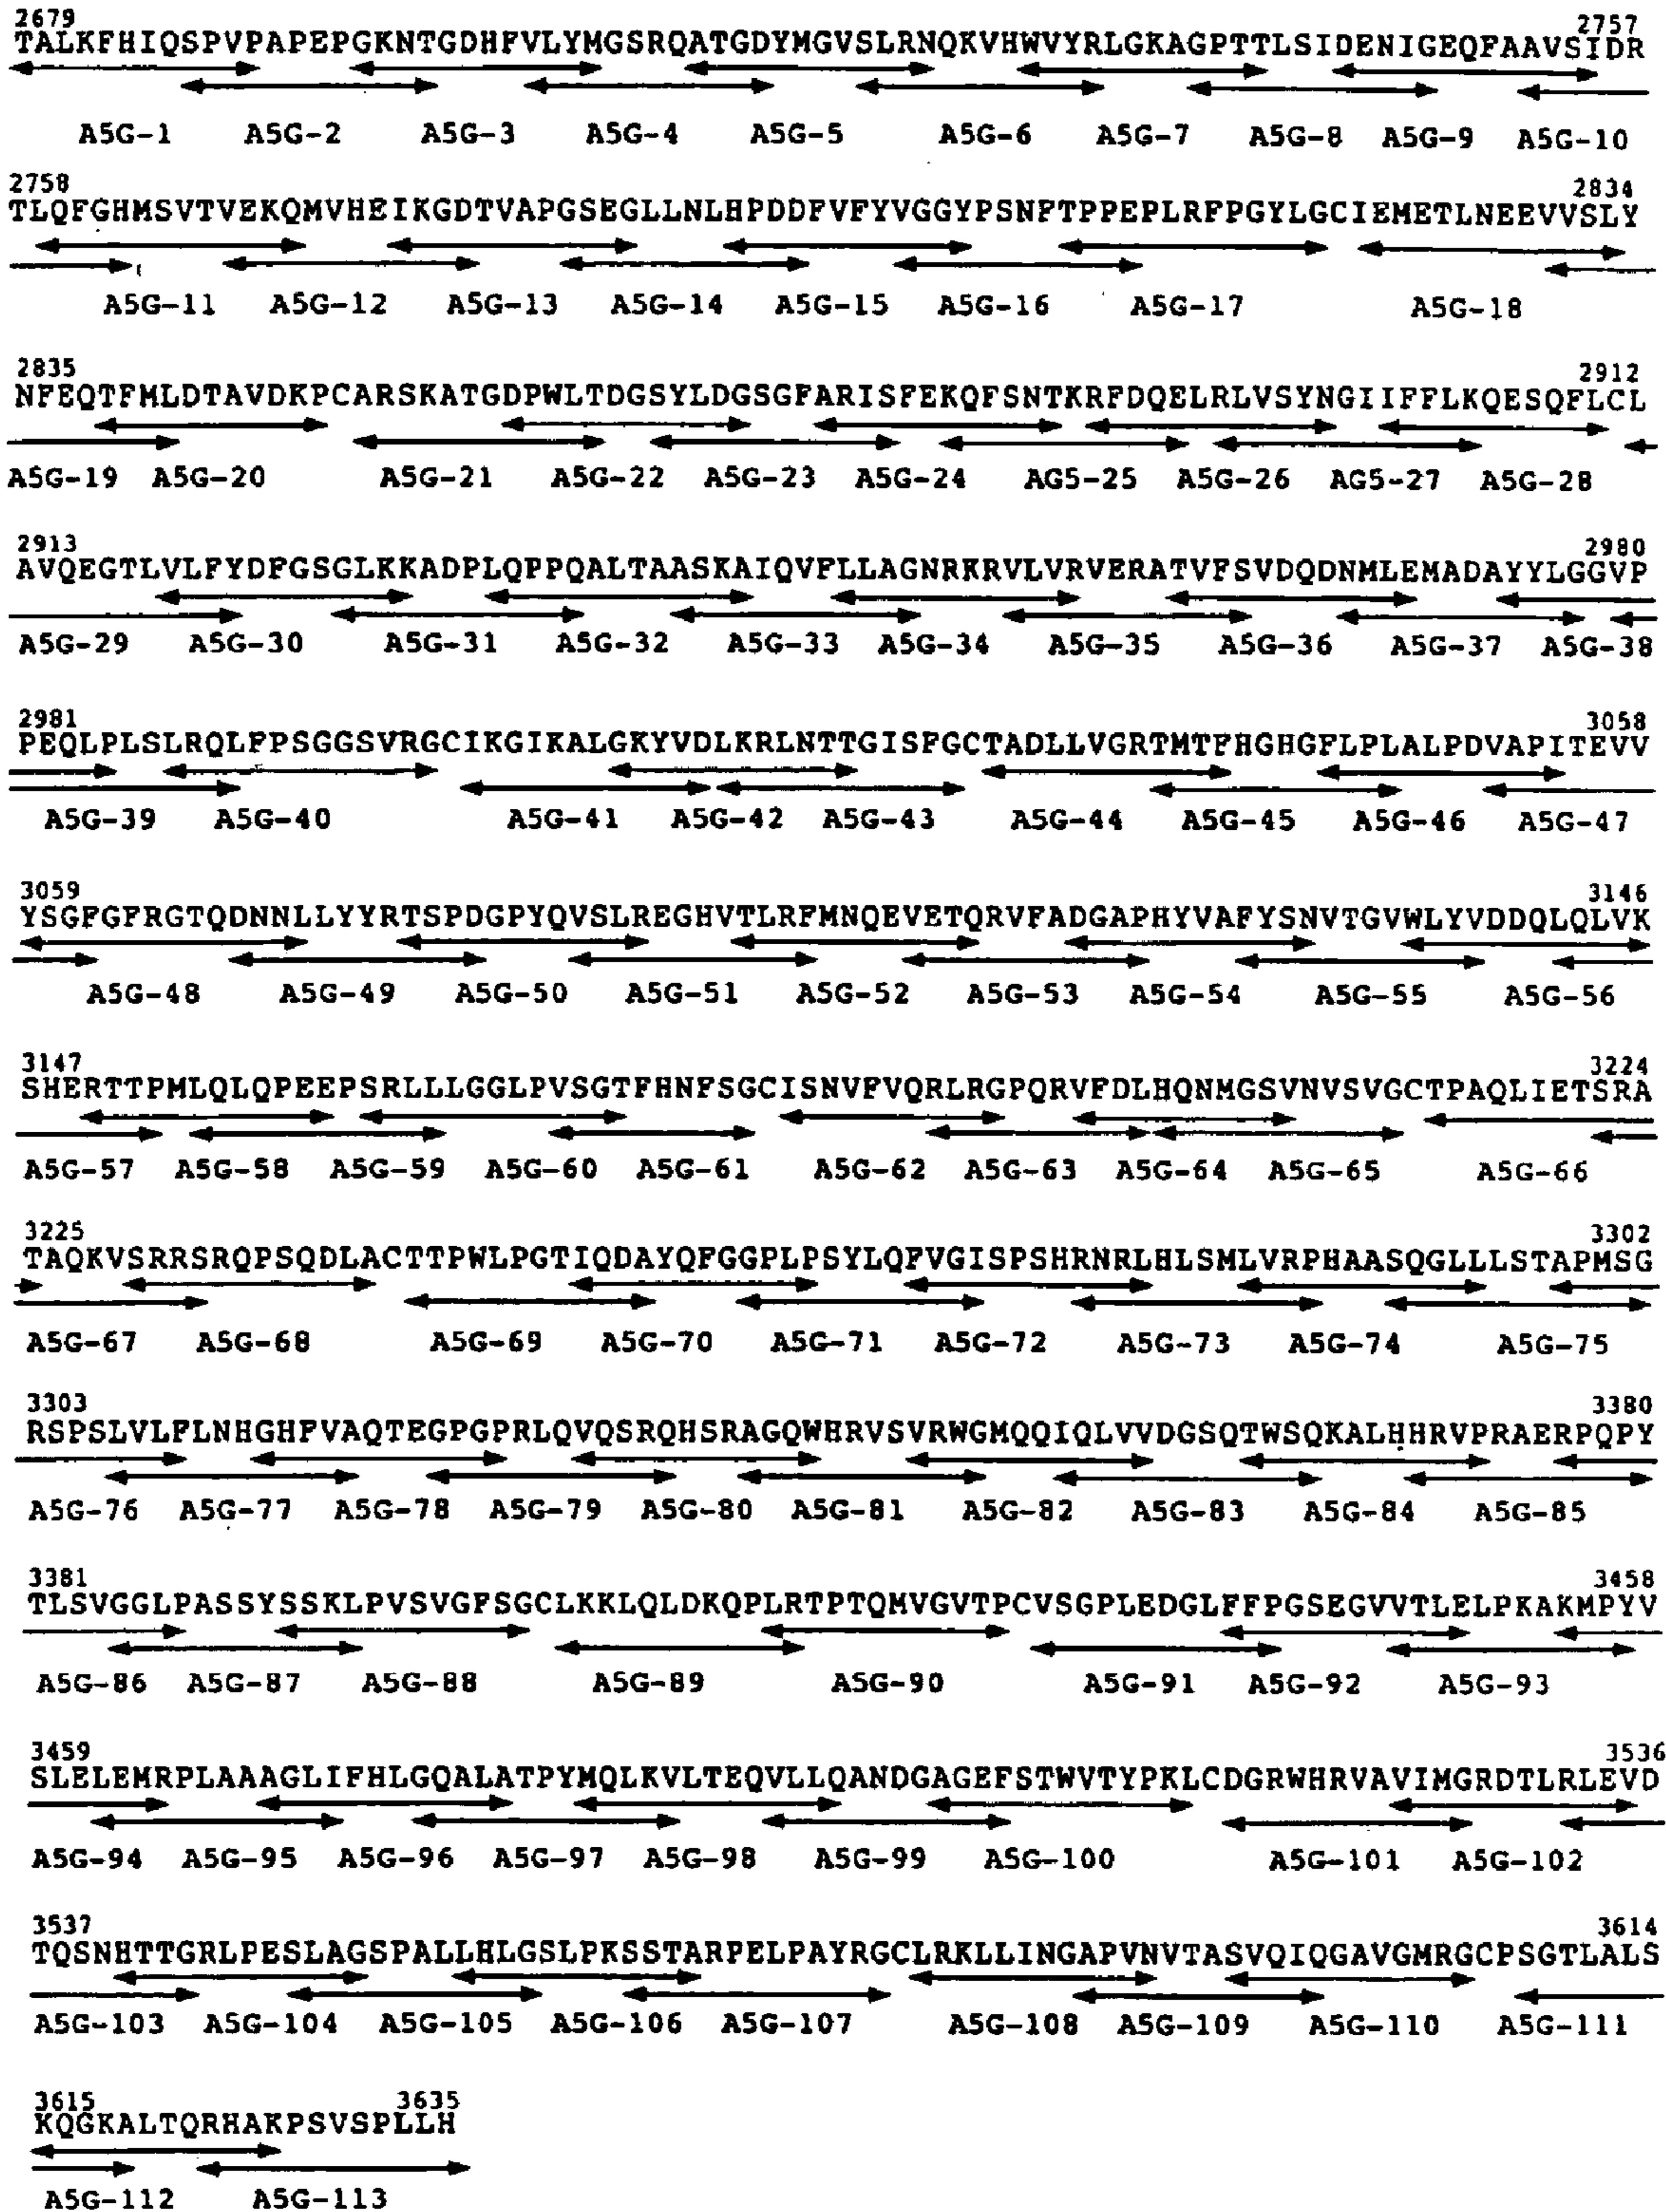 2679 2757
TALKFHIQSPVPAPEPGKNTGDHFVLYMGSRQATGDYMGVSLRNQKVHWVYRLGKAGPTTLSIDENIGEQFAAVSIDR
A5G-1 A5G-2 A5G-3 A5G-4 A5G-5 A5G-6 A5G-7 A5G-8 A5G-9 A5G-10
2758 2834
TLQFGHMSVTVEKQMVHEIKGDTVAPGSEGLLNLHPDDFVFYVGGYPSNFTPPEPLRFPGYLGCIEMETLNEEVVSLY
A5G-11 A5G-12 A5G-13 A5G-14 A5G-15 A5G-16 A5G-17 A5G-18
2835 2912
NFEQTFMLDTAVDKPCARSKATGDPWLTDGSYLDGSGFARISFEKQFSNTKRFDQELRLVSYNGIIFFLKQESQFLCL
A5G-19 A5G-20 A5G-21 A5G-22 A5G-23 A5G-24 AG5-25 A5G-26 AG5-27 A5G-28
2913 2980
AVQEGTLVLFYDFGSGLKKADPLQPPQALTAASKAIQVFLLAGNRKRVLVRVERATVFSVDQDNMLEMADAYYLGGVP
A5G-29 A5G-30 A5G-31 A5G-32 A5G-33 A5G-34 A5G-35 A5G-36 A5G-37 A5G-38
2981 3058
PEQLPLSLRQLFPSGGSVRGCIKGIKALGKYVDLKRLNTTGISFGCTADLLVGRTMTFHGHGFLPLALPDVAPITEVV
A5G-39 A5G-40 A5G-41 A5G-42 A5G-43 A5G-44 A5G-45 A5G-46 A5G-47
3059 3146
YSGFGFRGTQDNNLLYYRTSPDGPYQVSLREGHVTLRFMNQEVETQRVFADGAPHYVAFYSNVTGVWLYVDDQLQLVK
A5G-48 A5G-49 A5G-50 A5G-51 A5G-52 A5G-53 A5G-54 A5G-55 A5G-56
3147 3224
SHERTTPMLQLQPEEPSRLLLGGLPVSGTFHNFSGCISNVFVQRLRGPQRVFDLHQNMGSVNVSVGCTPAQLIETSRA
A5G-57 A5G-58 A5G-59 A5G-60 A5G-61 A5G-62 A5G-63 A5G-64 A5G-65 A5G-66
3225 3302
TAQKVSRRSRQPSQDLACTTPWLPGTIQDAYQFGGPLPSYLQFVGISPSHRNRLHLSMLVRPHAASQGLLLSTAPMSG
A5G-67 A5G-68 A5G-69 A5G-70 A5G-71 A5G-72 A5G-73 A5G-74 A5G-75
3303 3380
RSPSLVLFLNHGHFVAQTEGPGPRLQVQSRQHSRAGQWHRVSVRWGMQQIQLVVDGSQTWSQKALHHRVPRAERPQPY
A5G-76 A5G-77 A5G-78 A5G-79 A5G-80 A5G-81 A5G-82 A5G-83 A5G-84 A5G-85
3381 3458
TLSVGGLPASSYSSKLPVSVGFSGCLKKLQLDKQPLRTPTQMVGVTPCVSGPLEDGLFFPGSEGVVTLELPKAKMPYV
A5G-86 A5G-87 A5G-88 A5G-89 A5G-90 A5G-91 A5G-92 A5G-93
3459 3536
SLELEMRPLAAAGLIFHLGQALATPYMQLKVLTEQVLLQANDGAGEFSTWVTYPKLCDGRWHRVAVIMGRDTLRLEVD
A5G-94 A5G-95 A5G-96 A5G-97 A5G-98 A5G-99 A5G-100 A5G-101 A5G-102
3537 3614
TQSNHTTGRLPESLAGSPALLHLGSLPKSSTARPELPAYRGCLRKLLINGAPVNVTASVQIQGAVGMRGCPSGTLALS
A5G-103 A5G-104 A5G-105 A5G-106 A5G-107 A5G-108 A5G-109 A5G-110 A5G-111
3615 3635
KQGKALTQRHAKPSVSPLLH
A5G-112 A5G-113